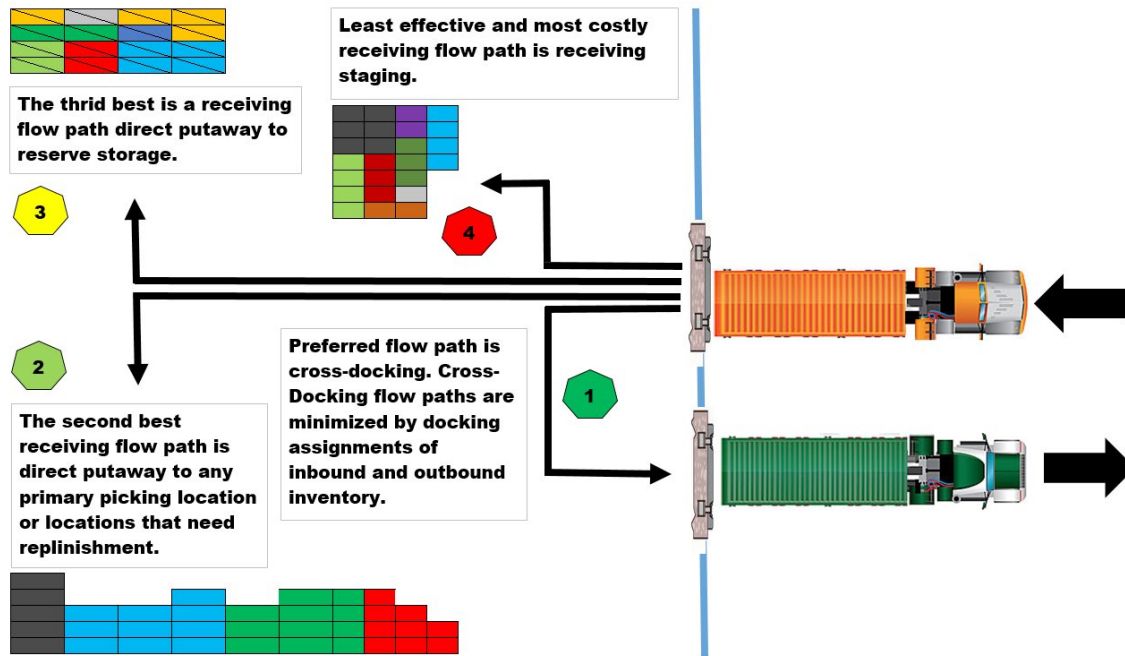 Least effective and most costly
receiving flow path is receiving
staging.
The thrid best is a receiving
flow path direct putaway to
reserve storage.
3
4
2
Preferred flow path is
cross-docking. Cross-
Docking flow paths are
minimized by docking
assignments of
inbound and outbound
inventory.
1
The second best
receiving flow path is
direct putaway to any
primary picking location
or locations that need
replinishment.